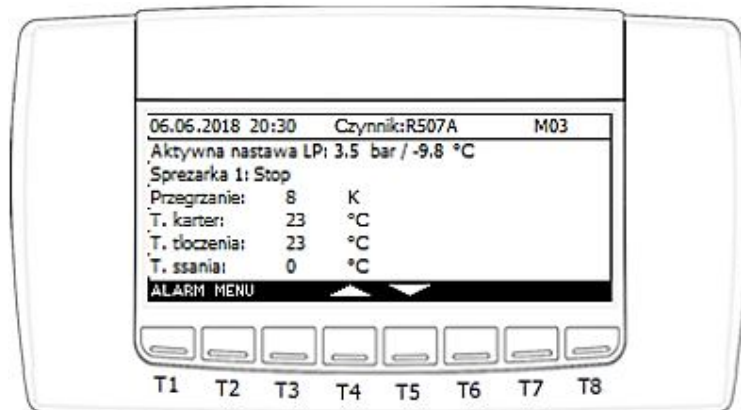 06.06.2018 20:30 Czynnik:R507A M03
Aktywna nastawa LP: 3.5 bar / -9.8 °C
Sprezarka 1: Stop
Przegrzanie: 8 K
T. karter: 23 °C
T. tloczenia: 23 °C
T. ssania: 0 °C
ALARM MENU
T1 T2 T3 T4 T5 T6 T7 T8